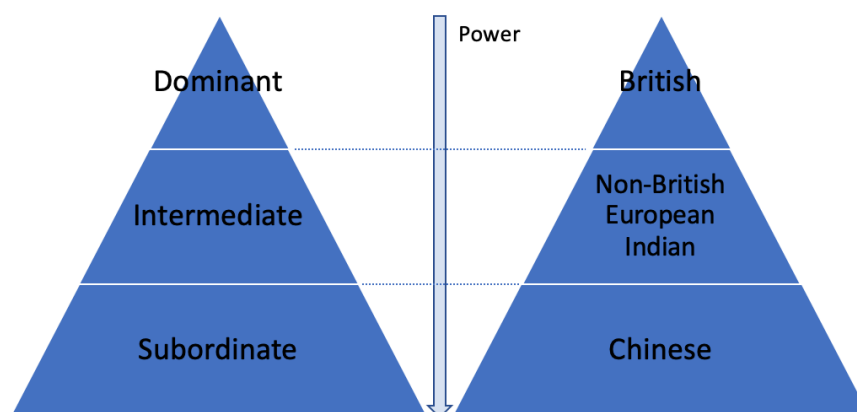 Dominant
Intermediate
Subordinate
Power
British
Non-British
European
Indian
Chinese